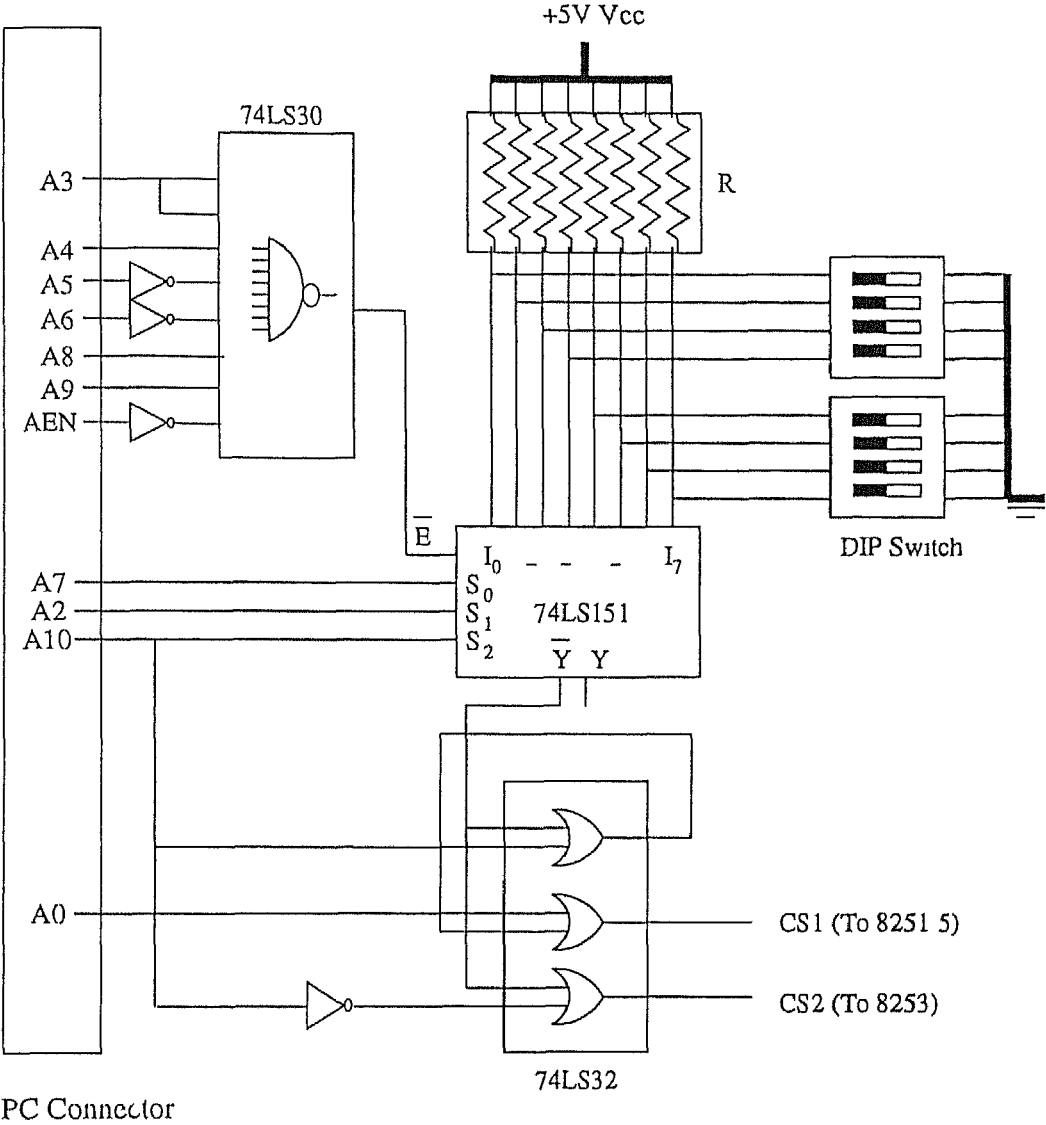 +5V Vcc
74LS30
A3
R
A4
A5
A6
A8
A9
AEN
E
DIP Switch
I0 – – – I7
A7
S0
A2
S1
74LS151
A10
S2
Y Y
A0
CS1 (To 8251 5)
CS2 (To 8253)
74LS32
PC Connector